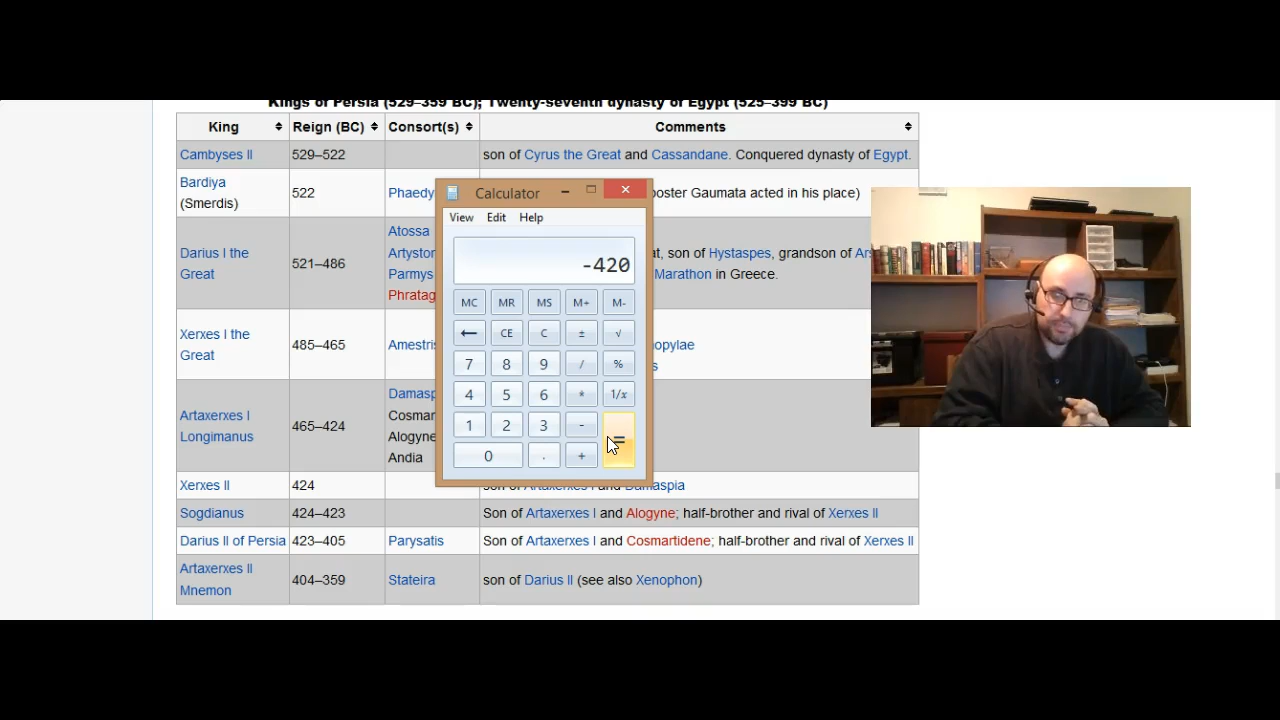 Kings of Persia (529–359 BC); Twenty-seventh dynasty of Egypt (525–399 BC)
King Reign (BC) Consort(s) Comments
Cambyses II 529–522 son of Cyrus the Great and Cassandane. Conquered dynasty of Egypt.
Bardiya
(Smerdis) 522 Phaedy poster Gaumata acted in his place)
Darius I the
Great 521–486
Atossa
Artyston at, son of Hystaspes, grandson of Ars
Parmys Marathon in Greece.
Phratag
Xerxes I the
Great 485–465 Amestris opylae
s
Artaxerxes I
Longimanus 465–424
Damasp
Cosmar
Alogyne
Andia
Xerxes II 424 son of Artaxerxes I and Damaspia
Sogdianus 424–423 Son of Artaxerxes I and Alogyne; half-brother and rival of Xerxes II
Darius II of Persia 423–405 Parysatis Son of Artaxerxes I and Cosmartidene; half-brother and rival of Xerxes II
Artaxerxes II
Mnemon 404–359 Stateira son of Darius II (see also Xenophon)
Calculator
View Edit Help
-420
MC MR MS M+ M-
← CE C ± √
7 8 9 / %
4 5 6 * 1/x
1 2 3 - =
0 . +